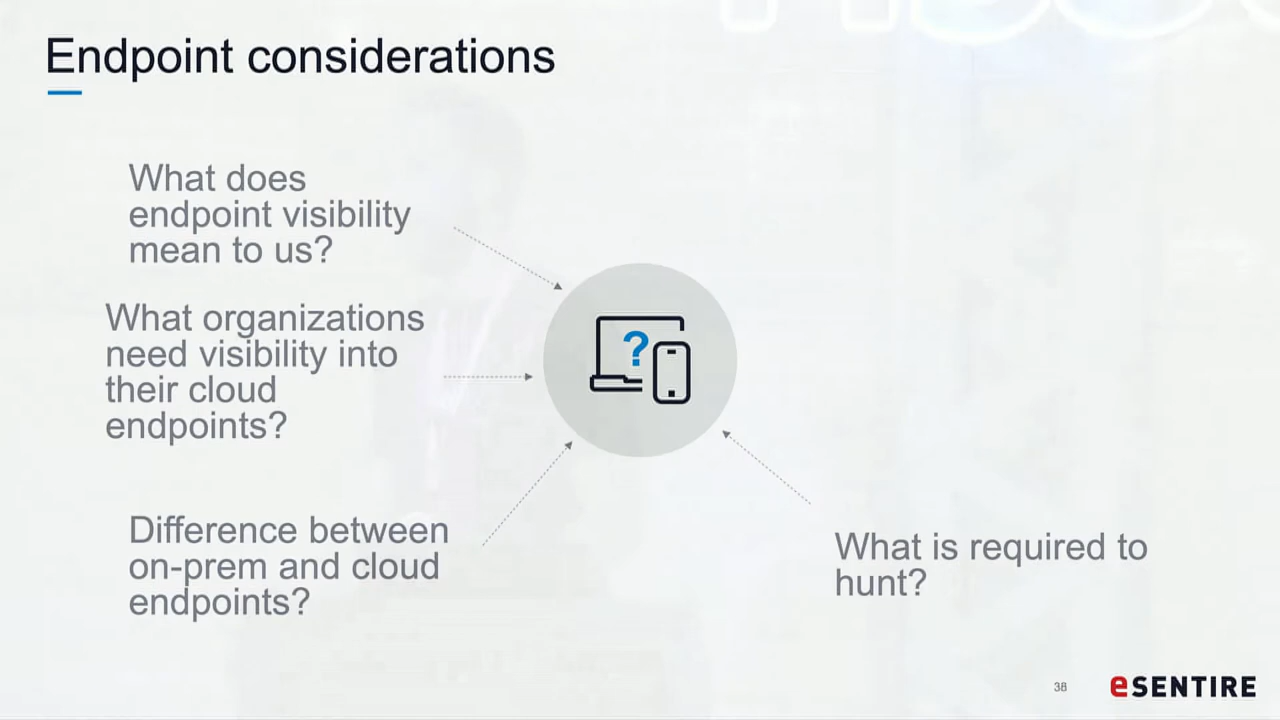 Endpoint considerations
What does
endpoint visibility
mean to us?
What organizations
need visibility into
their cloud
endpoints?
Difference between
on-prem and cloud
endpoints?
?
What is required to
hunt?
38
eSENTIRE